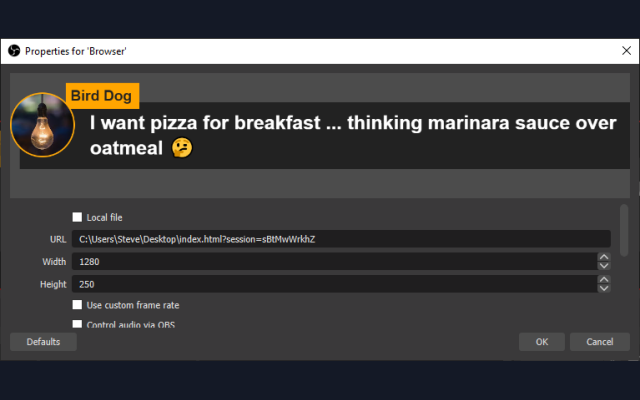 Properties for 'Browser'
Bird Dog
I want pizza for breakfast ... thinking marinara sauce over
oatmeal 🤔
Local file
URL C:\Users\Steve\Desktop\index.html?session=sBtMwWrkhZ
Width 1280
Height 250
Use custom frame rate
Control audio via OBS
Defaults OK Cancel